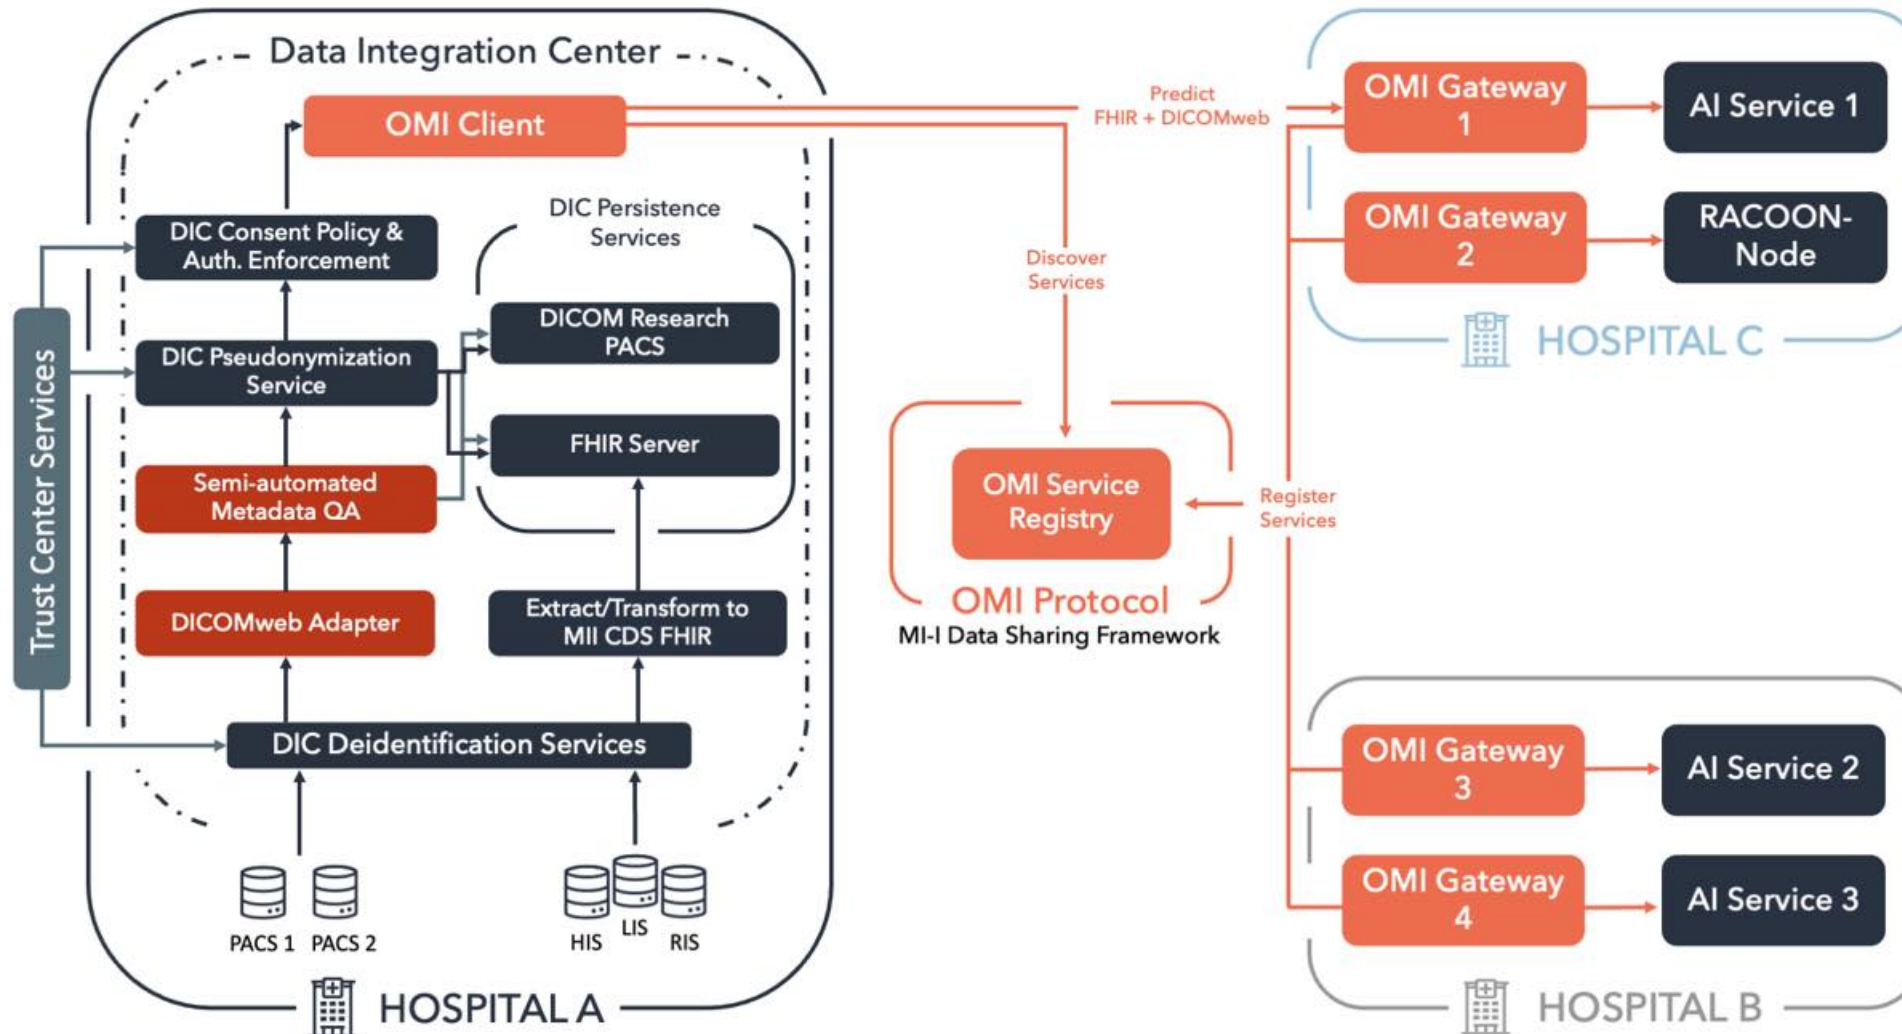 Data Integration Center
OMI Client
DIC Consent Policy &
Auth. Enforcement
DIC Pseudonymization
Service
Semi-automated
Metadata QA
DICOMweb Adapter
DIC Persistence
Services
DICOM Research
PACS
FHIR Server
Extract/Transform to
MII CDS FHIR
DIC Deidentification Services
Trust Center Services
PACS 1
PACS 2
HIS
LIS
RIS
HOSPITAL A
Predict
FHIR + DICOMweb
Discover
Services
OMI Service
Registry
OMI Protocol
MI-I Data Sharing Framework
Register
Services
OMI Gateway
1
AI Service 1
OMI Gateway
2
RACOON-
Node
HOSPITAL C
OMI Gateway
3
AI Service 2
OMI Gateway
4
AI Service 3
HOSPITAL B